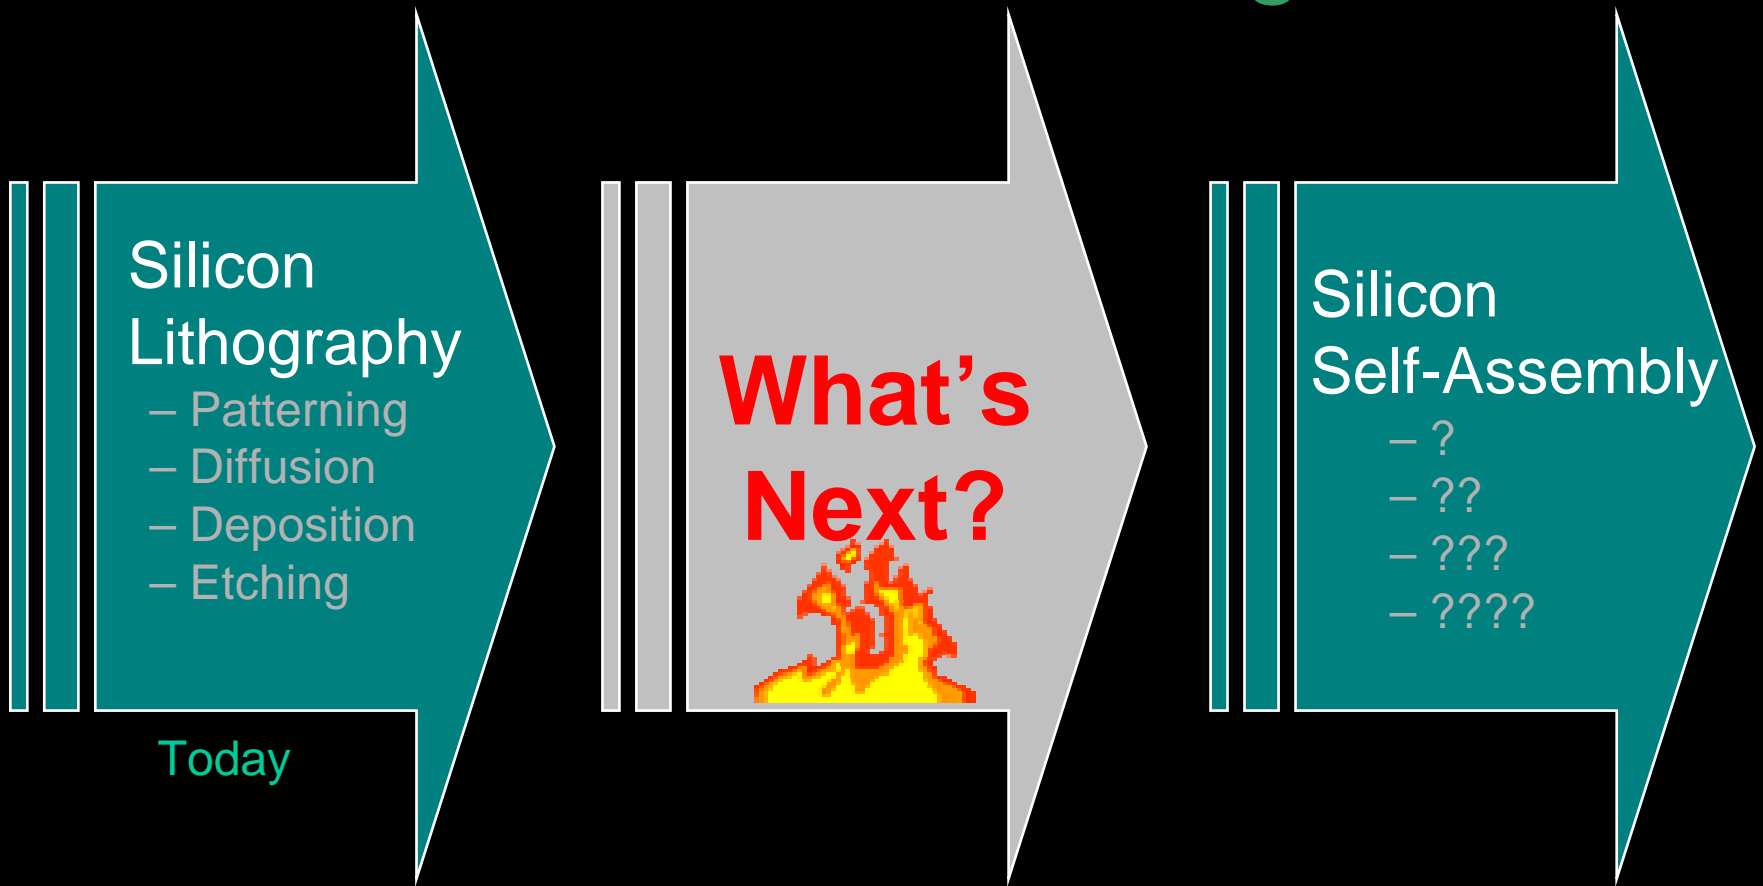 Silicon
Lithography
– Patterning
– Diffusion
– Deposition
– Etching
Today
What’s
Next?
Silicon
Self-Assembly
– ?
– ??
– ???
– ????